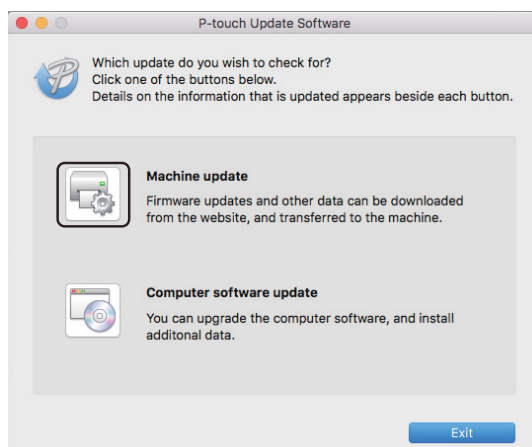 P-touch Update Software
Which update do you wish to check for?
Click one of the buttons below.
Details on the information that is updated appears beside each button.
Machine update
Firmware updates and other data can be downloaded
from the website, and transferred to the machine.
Computer software update
You can upgrade the computer software, and install
additonal data.
Exit